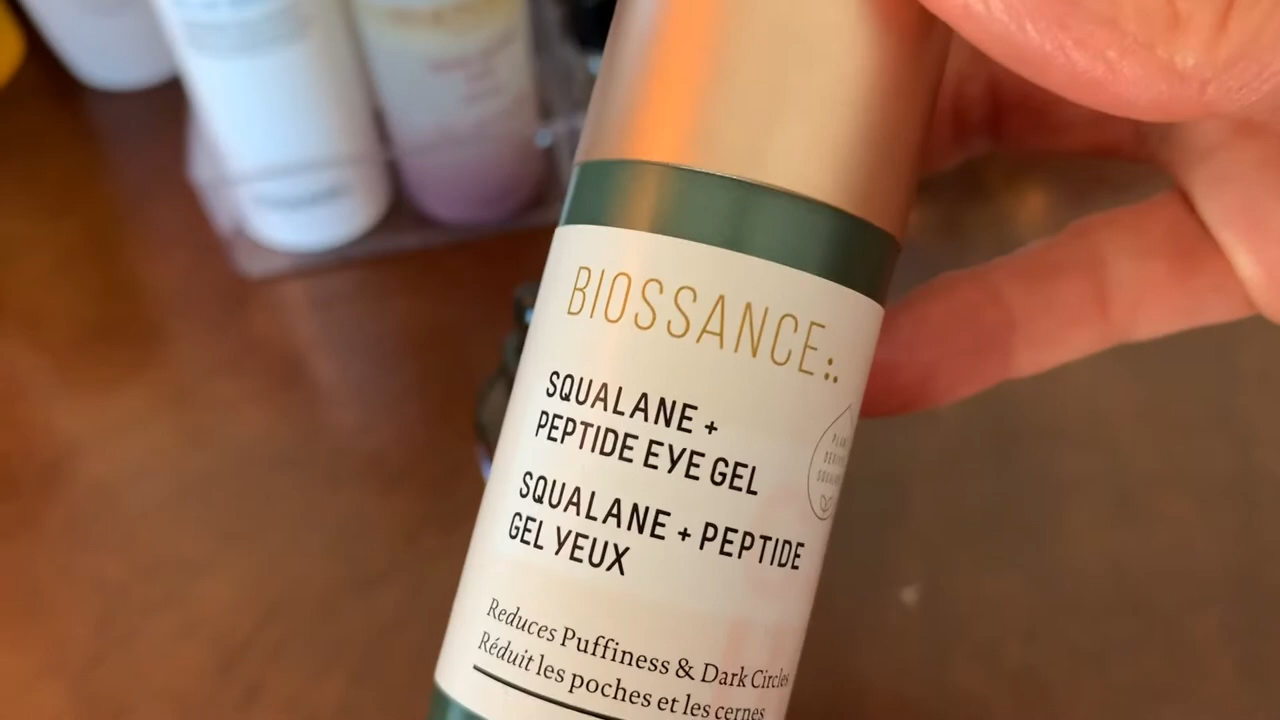 BIOSSANCE:.
SQUALANE +
PEPTIDE EYE GEL
SQUALANE + PEPTIDE
GEL YEUX
Reduces Puffiness & Dark Circles
Réduit les poches et les cernes